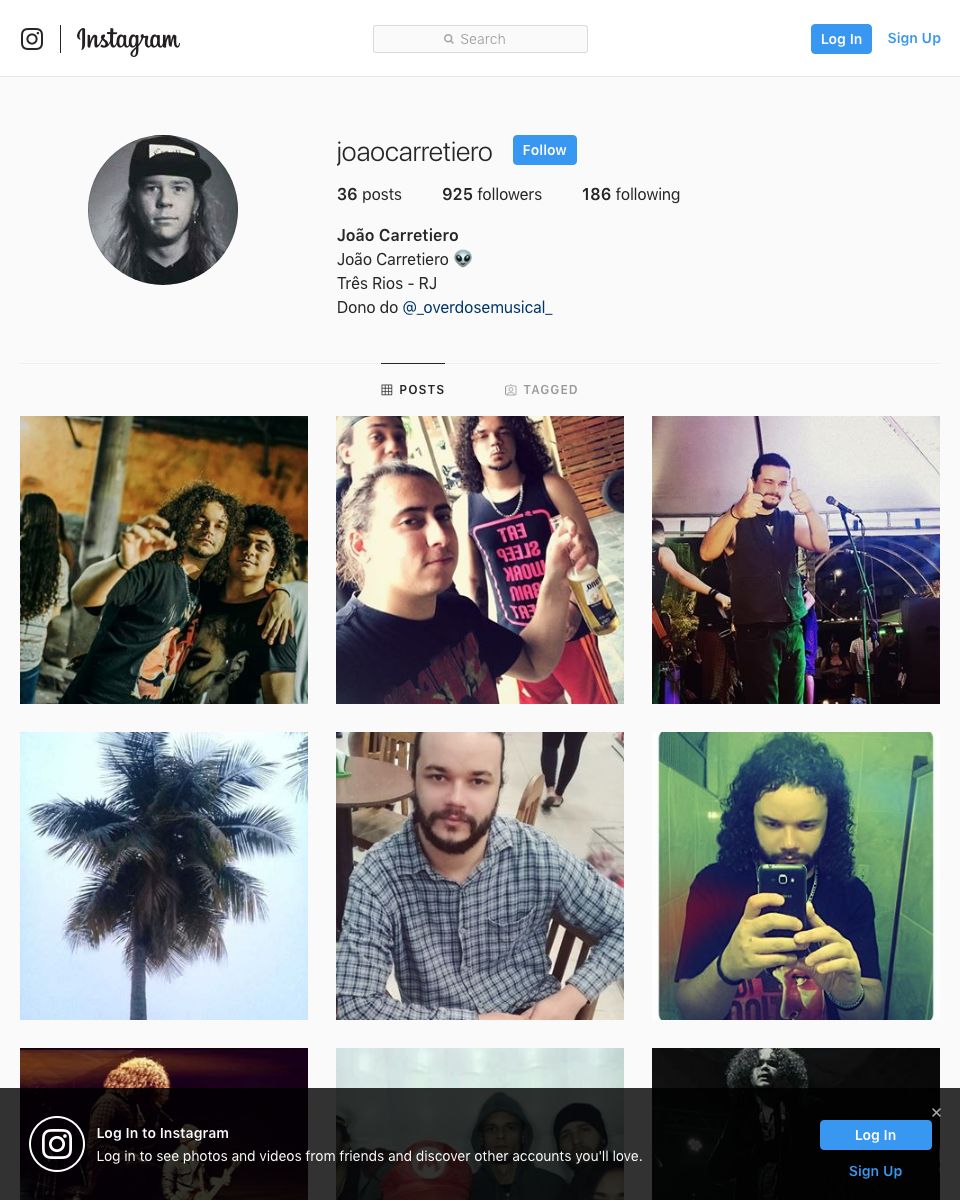 Instagram
Search
Log In
Sign Up
joaocarretiero
Follow
36 posts
925 followers
186 following
João Carretiero
João Carretiero 👽
Três Rios - RJ
Dono do @_overdosemusical_
POSTS
TAGGED
EAT
SLEEP
WORK
EAT
Log In to Instagram
Log in to see photos and videos from friends and discover other accounts you'll love.
Log In
Sign Up